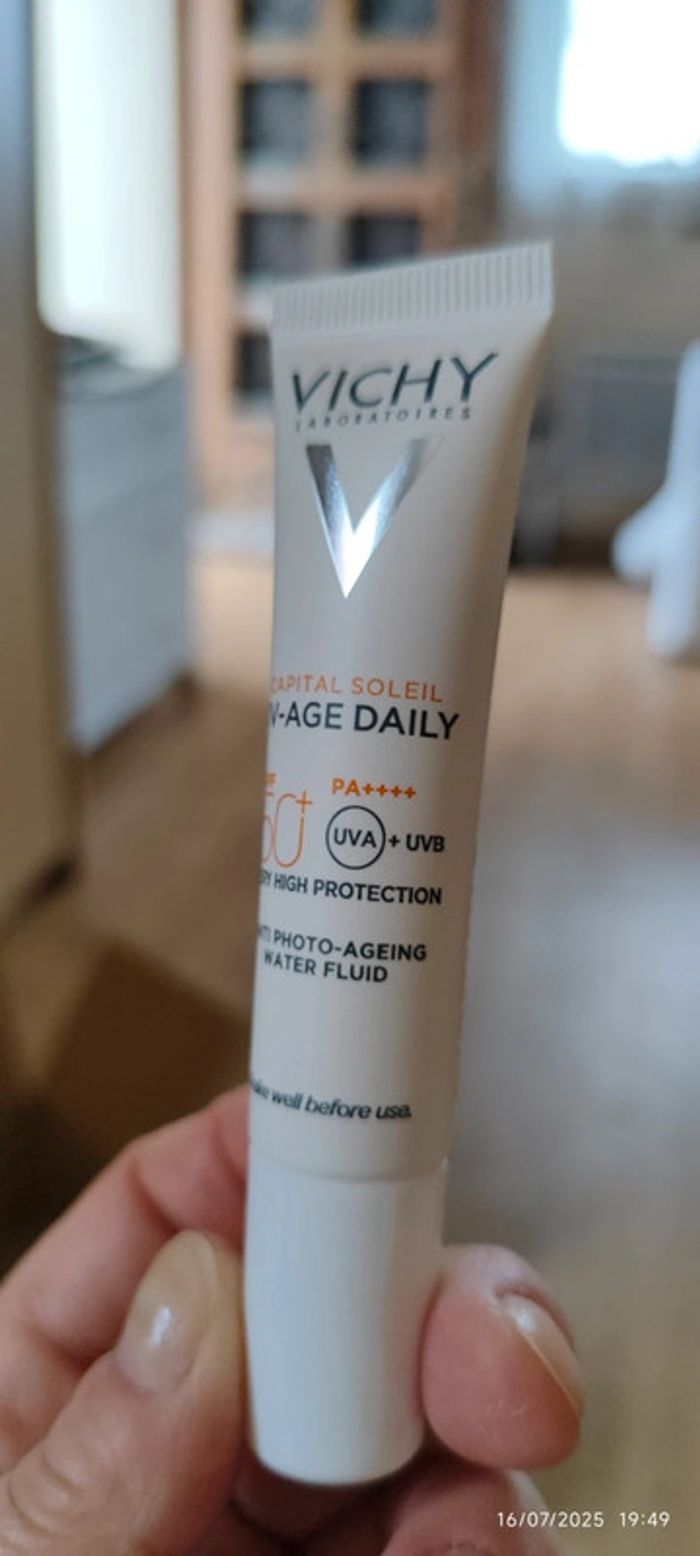 VICHY
LABORATOIRES
CAPITAL SOLEIL
V-AGE DAILY
50+
PA++++
UVA + UVB
HIGH PROTECTION
PHOTO-AGEING
WATER FLUID
well before use.
16/07/2025 19:49